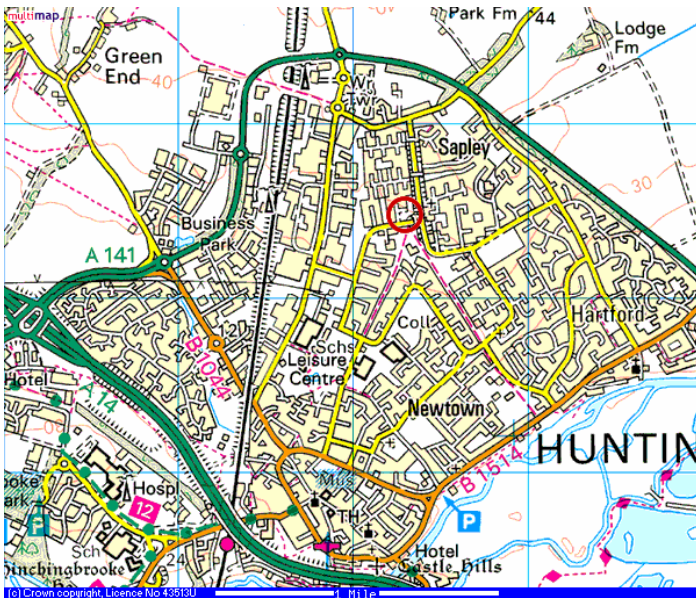 multimap
Park Fm
44
Lodge
Fm
Green
End
40
Wr
Twr
Sapley
30
Business
Park
A 141
12
B 1044
Coll
Hartford
Schs
Leisure
Centre
Hotel
A 14
Newtown
HUNTIN
B 1514
Hospl
12
Mus
P
TH
P
Sch
24
Hotel
Hinchingbrooke
Castle Hills
(c) Crown copyright, Licence No 43513U
1 Mile